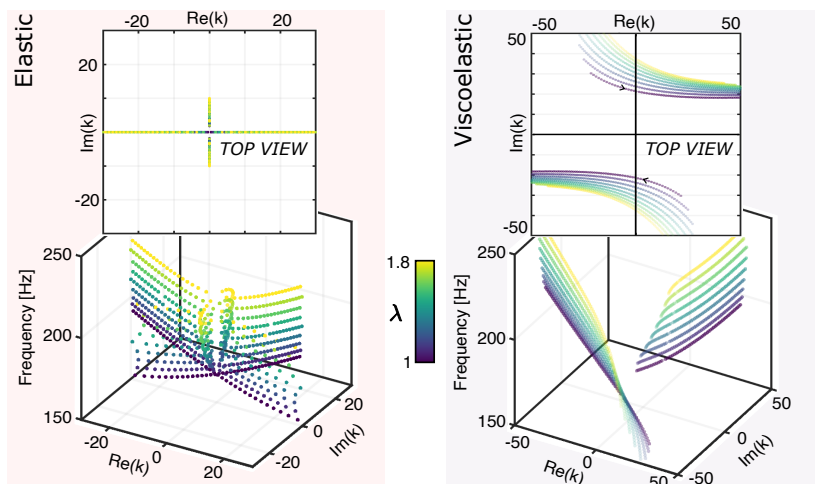 Elastic
-20
Re(k)
20
20
Im(k)
-20
TOP VIEW
250
200
150
Frequency [Hz]
-20
0
20
Re(k)
-20
0
20
Im(k)
1.8
λ
1
Viscoelastic
-50
Re(k)
50
50
Im(k)
-50
TOP VIEW
250
200
150
Frequency [Hz]
-50
0
50
Re(k)
-50
0
50
Im(k)